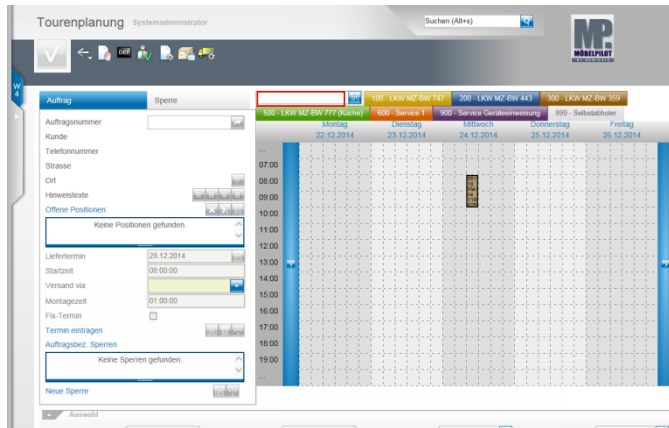 Tourenplanung Systemadministrator
Suchen (Alt+s)
MP
MÖBELPILOT
DEF
W
4
Auftrag Sperre
100 - LKW MZ-BW 747 200 - LKW MZ-BW 443 300 - LKW MZ-BW 359
500 - LKW MZ-BW 777 (Küche) 600 - Service 1 900 - Service Geräteeinweisung 999 - Selbstabholer
Montag Dienstag Mittwoch Donnerstag Freitag
22.12.2014 23.12.2014 24.12.2014 25.12.2014 26.12.2014
Auftragsnummer
Kunde
Telefonnummer
Strasse
Ort
Hinweistexte
Offene Positionen:
Keine Positionen gefunden.
Liefertermin 29.12.2014
Startzeit 08:00:00
Versand via
Montagezeit 01:00:00
Fix-Termin
Termin eintragen
Auftragsbez. Sperren
Keine Sperren gefunden.
Neue Sperre
...
07:00
08:00
09:00
10:00
11:00
12:00
13:00
14:00
15:00
16:00
17:00
18:00
19:00
...
Auswahl